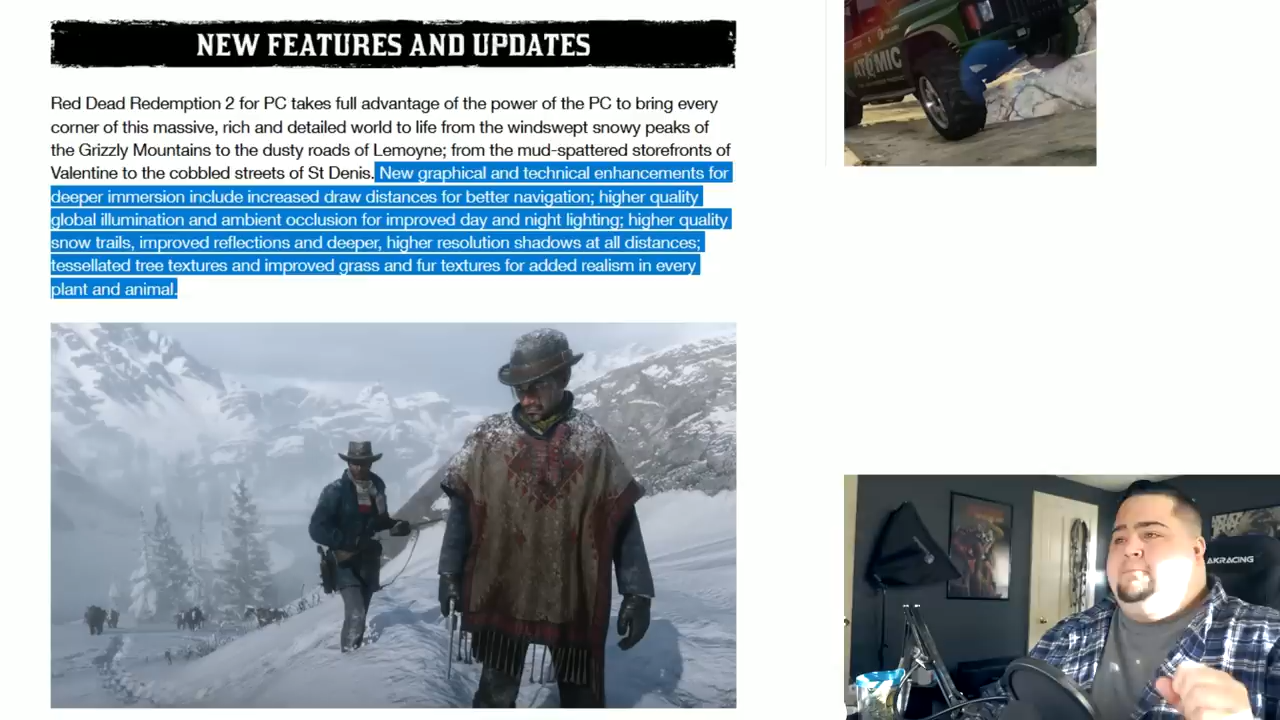 NEW FEATURES AND UPDATES
Red Dead Redemption 2 for PC takes full advantage of the power of the PC to bring every
corner of this massive, rich and detailed world to life from the windswept snowy peaks of
the Grizzly Mountains to the dusty roads of Lemoyne; from the mud-spattered storefronts of
Valentine to the cobbled streets of St Denis. New graphical and technical enhancements for
deeper immersion include increased draw distances for better navigation; higher quality
global illumination and ambient occlusion for improved day and night lighting; higher quality
snow trails, improved reflections and deeper, higher resolution shadows at all distances;
tessellated tree textures and improved grass and fur textures for added realism in every
plant and animal.
ATOMIC
AKRACING